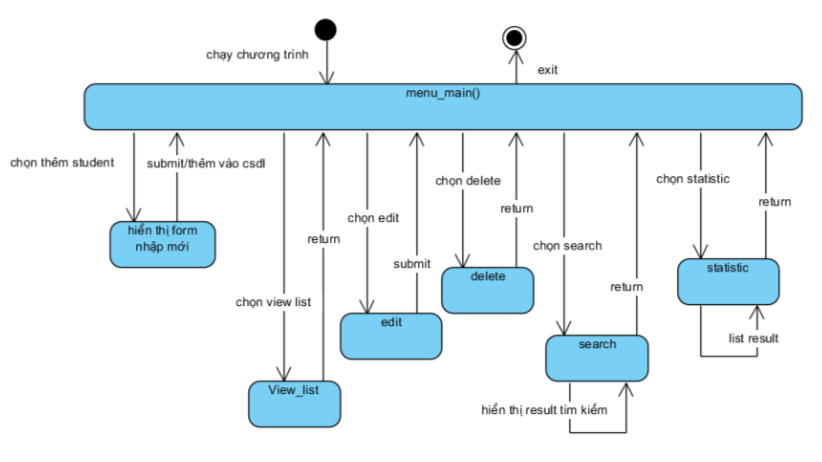 chạy chương trình
exit
menu_main()
chọn thêm student
submit/thêm vào csdl
hiển thị form
nhập mới
chọn view list
return
View_list
chọn edit
submit
edit
chọn delete
return
delete
chọn search
return
search
hiển thị result tìm kiếm
chọn statistic
return
statistic
list result